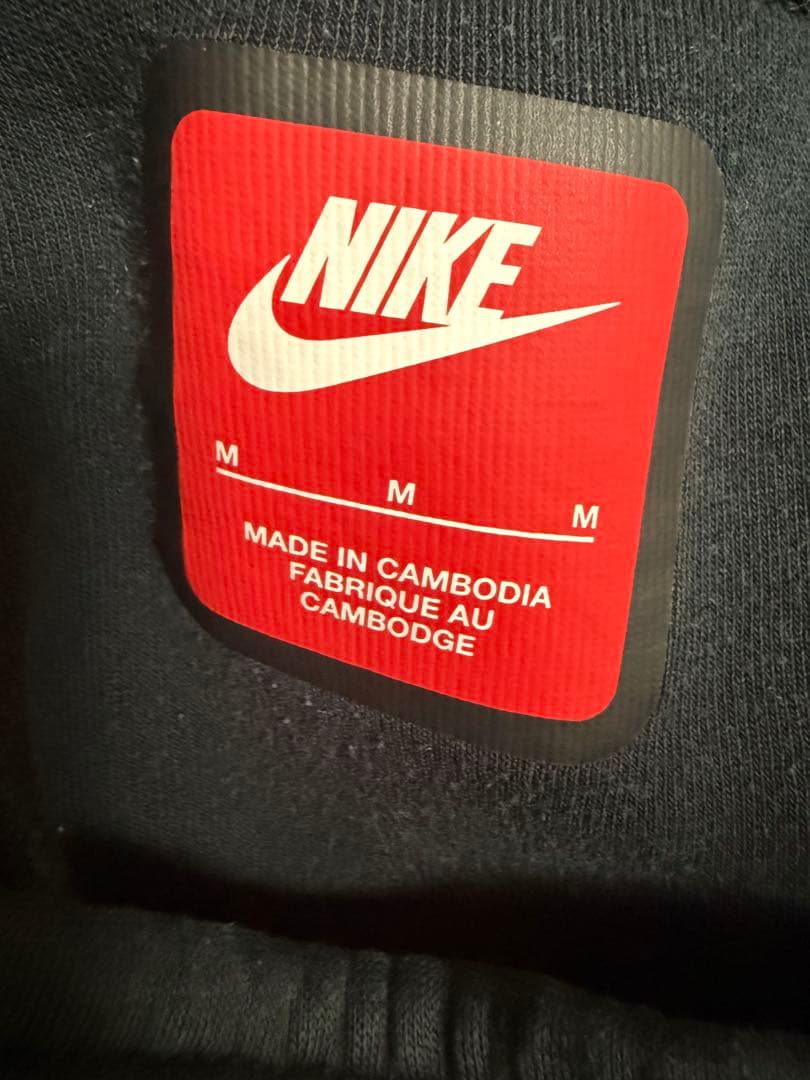 NIKE
M M M
MADE IN CAMBODIA
FABRIQUE AU
CAMBODGE